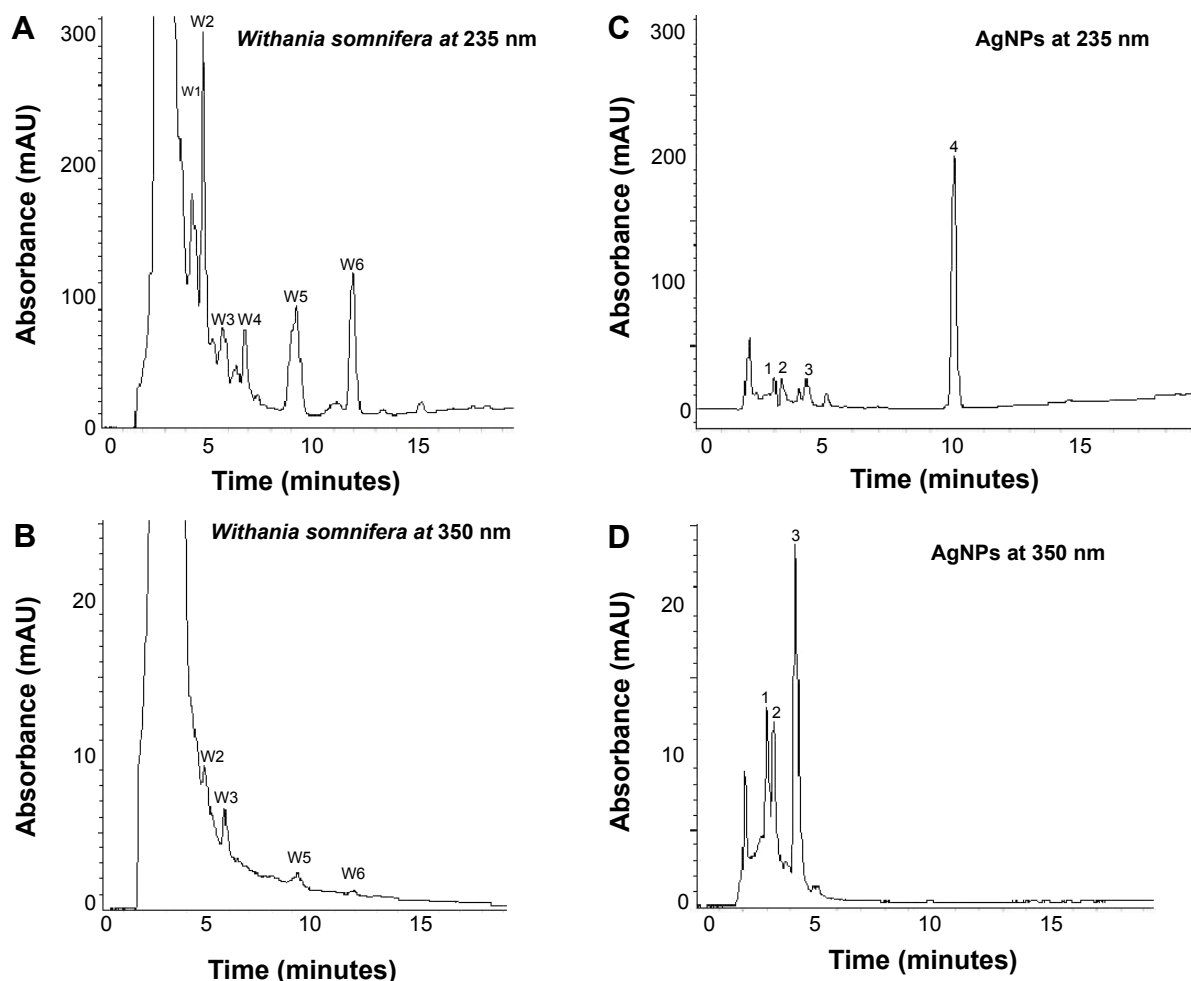 A
Withania somnifera at 235 nm
Absorbance (mAU)
300
200
100
0
W1
W2
W3
W4
W5
W6
0 5 10 15
Time (minutes)
C
AgNPs at 235 nm
Absorbance (mAU)
300
200
100
0
1
2
3
4
0 5 10 15
Time (minutes)
B
Withania somnifera at 350 nm
Absorbance (mAU)
20
10
0
W2
W3
W5
W6
0 5 10 15
Time (minutes)
D
AgNPs at 350 nm
Absorbance (mAU)
20
10
0
1
2
3
0 5 10 15
Time (minutes)